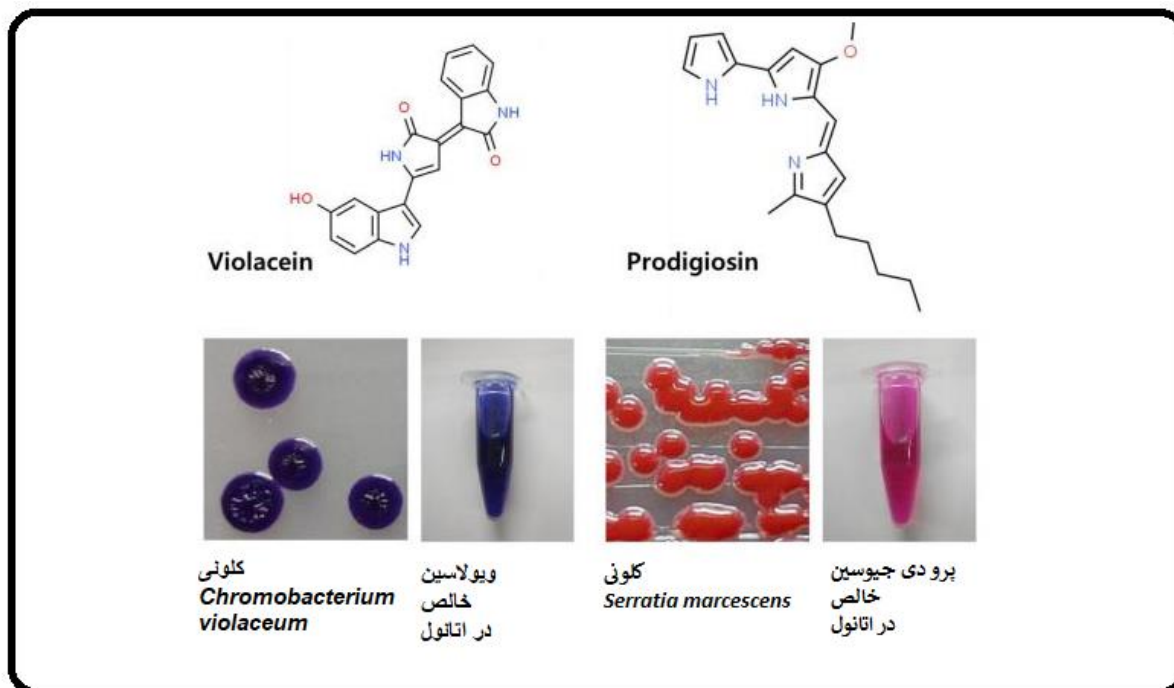 O
N
H
HN
O
NH
O
HN
O
N
HO
N
H
Violacein
Prodigiosin
کلونی
Chromobacterium
violaceum
ویولاسین
خالص
در اتانول
کلونی
Serratia marcescens
پرو دی جیوسین
خالص
در اتانول